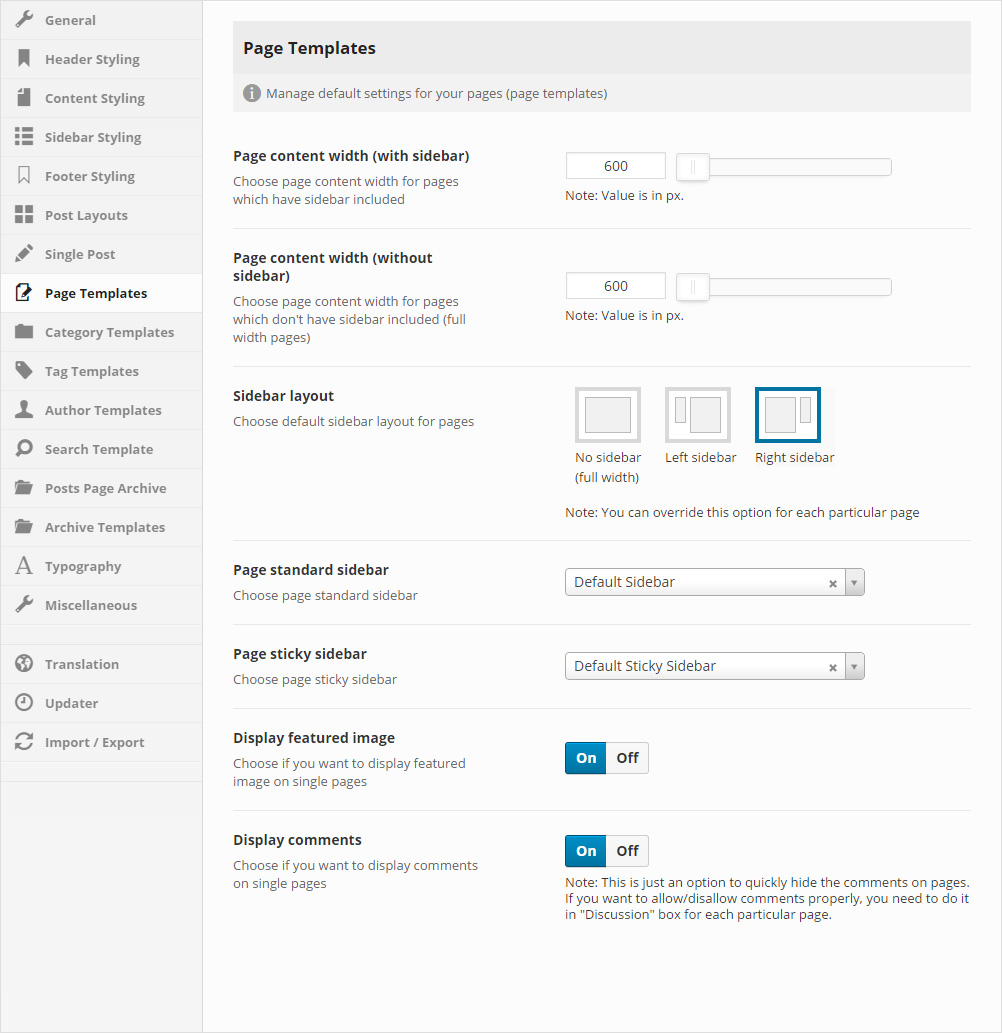 General
Header Styling
Content Styling
Sidebar Styling
Footer Styling
Post Layouts
Single Post
Page Templates
Category Templates
Tag Templates
Author Templates
Search Template
Posts Page Archive
Archive Templates
Typography
Miscellaneous
Translation
Updater
Import / Export
Page Templates
Manage default settings for your pages (page templates)
Page content width (with sidebar)
Choose page content width for pages
which have sidebar included
600
Note: Value is in px.
Page content width (without
sidebar)
Choose page content width for pages
which don't have sidebar included (full
width pages)
600
Note: Value is in px.
Sidebar layout
Choose default sidebar layout for pages
No sidebar
(full width)
Left sidebar
Right sidebar
Note: You can override this option for each particular page
Page standard sidebar
Choose page standard sidebar
Default Sidebar
Page sticky sidebar
Choose page sticky sidebar
Default Sticky Sidebar
Display featured image
Choose if you want to display featured
image on single pages
On Off
Display comments
Choose if you want to display comments
on single pages
On Off
Note: This is just an option to quickly hide the comments on pages.
If you want to allow/disallow comments properly, you need to do it
in "Discussion" box for each particular page.